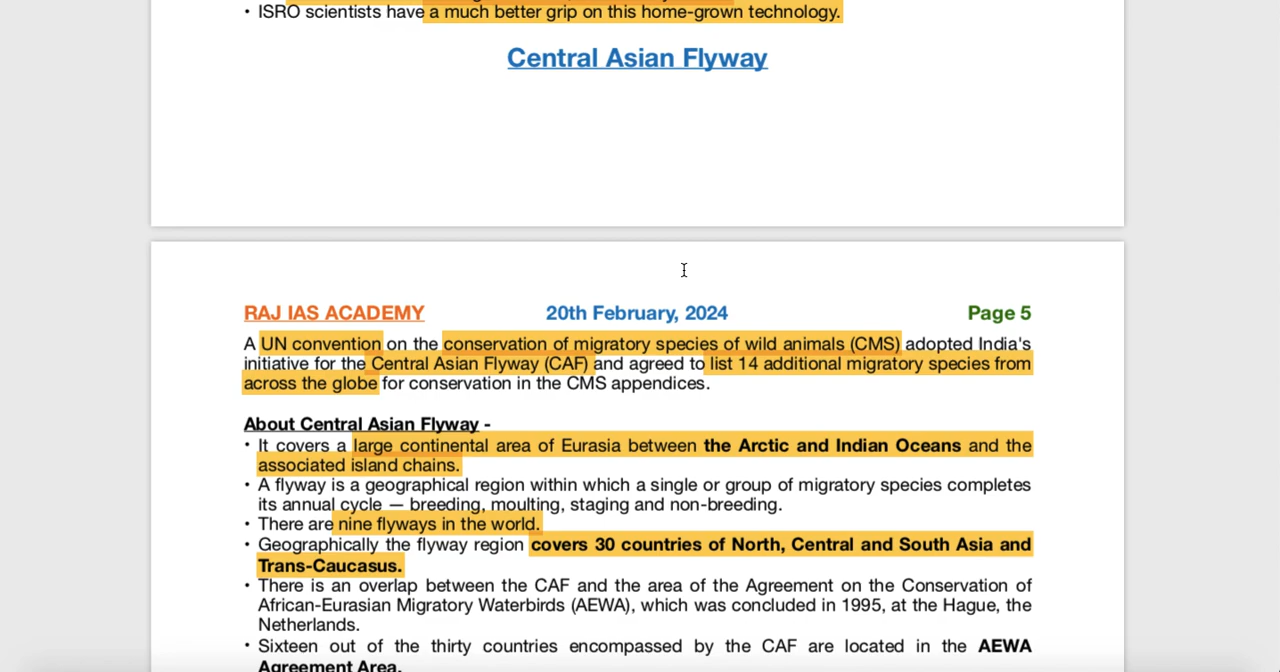 • ISRO scientists have a much better grip on this home-grown technology.
Central Asian Flyway
RAJ IAS ACADEMY 20th February, 2024 Page 5
A UN convention on the conservation of migratory species of wild animals (CMS) adopted India's
initiative for the Central Asian Flyway (CAF) and agreed to list 14 additional migratory species from
across the globe for conservation in the CMS appendices.
About Central Asian Flyway -
• It covers a large continental area of Eurasia between the Arctic and Indian Oceans and the
associated island chains.
• A flyway is a geographical region within which a single or group of migratory species completes
its annual cycle — breeding, moulting, staging and non-breeding.
• There are nine flyways in the world.
• Geographically the flyway region covers 30 countries of North, Central and South Asia and
Trans-Caucasus.
• There is an overlap between the CAF and the area of the Agreement on the Conservation of
African-Eurasian Migratory Waterbirds (AEWA), which was concluded in 1995, at the Hague, the
Netherlands.
• Sixteen out of the thirty countries encompassed by the CAF are located in the AEWA
Agreement Area.